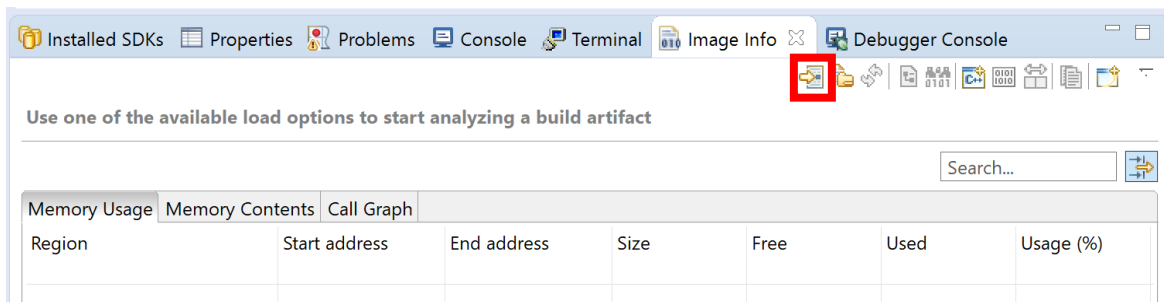 Installed SDKs Properties Problems Console Terminal Image Info Debugger Console
Use one of the available load options to start analyzing a build artifact
Search...
Memory Usage Memory Contents Call Graph
Region Start address End address Size Free Used Usage (%)